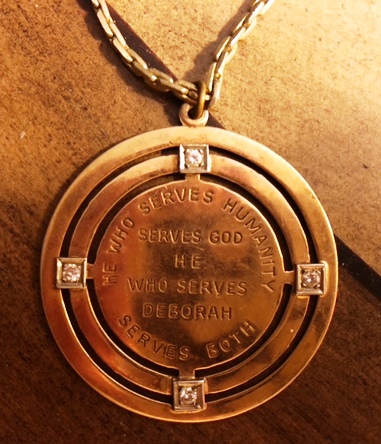 HE WHO SERVES HUMANITY
SERVES GOD
HE
WHO SERVES
DEBORAH
SERVES BOTH